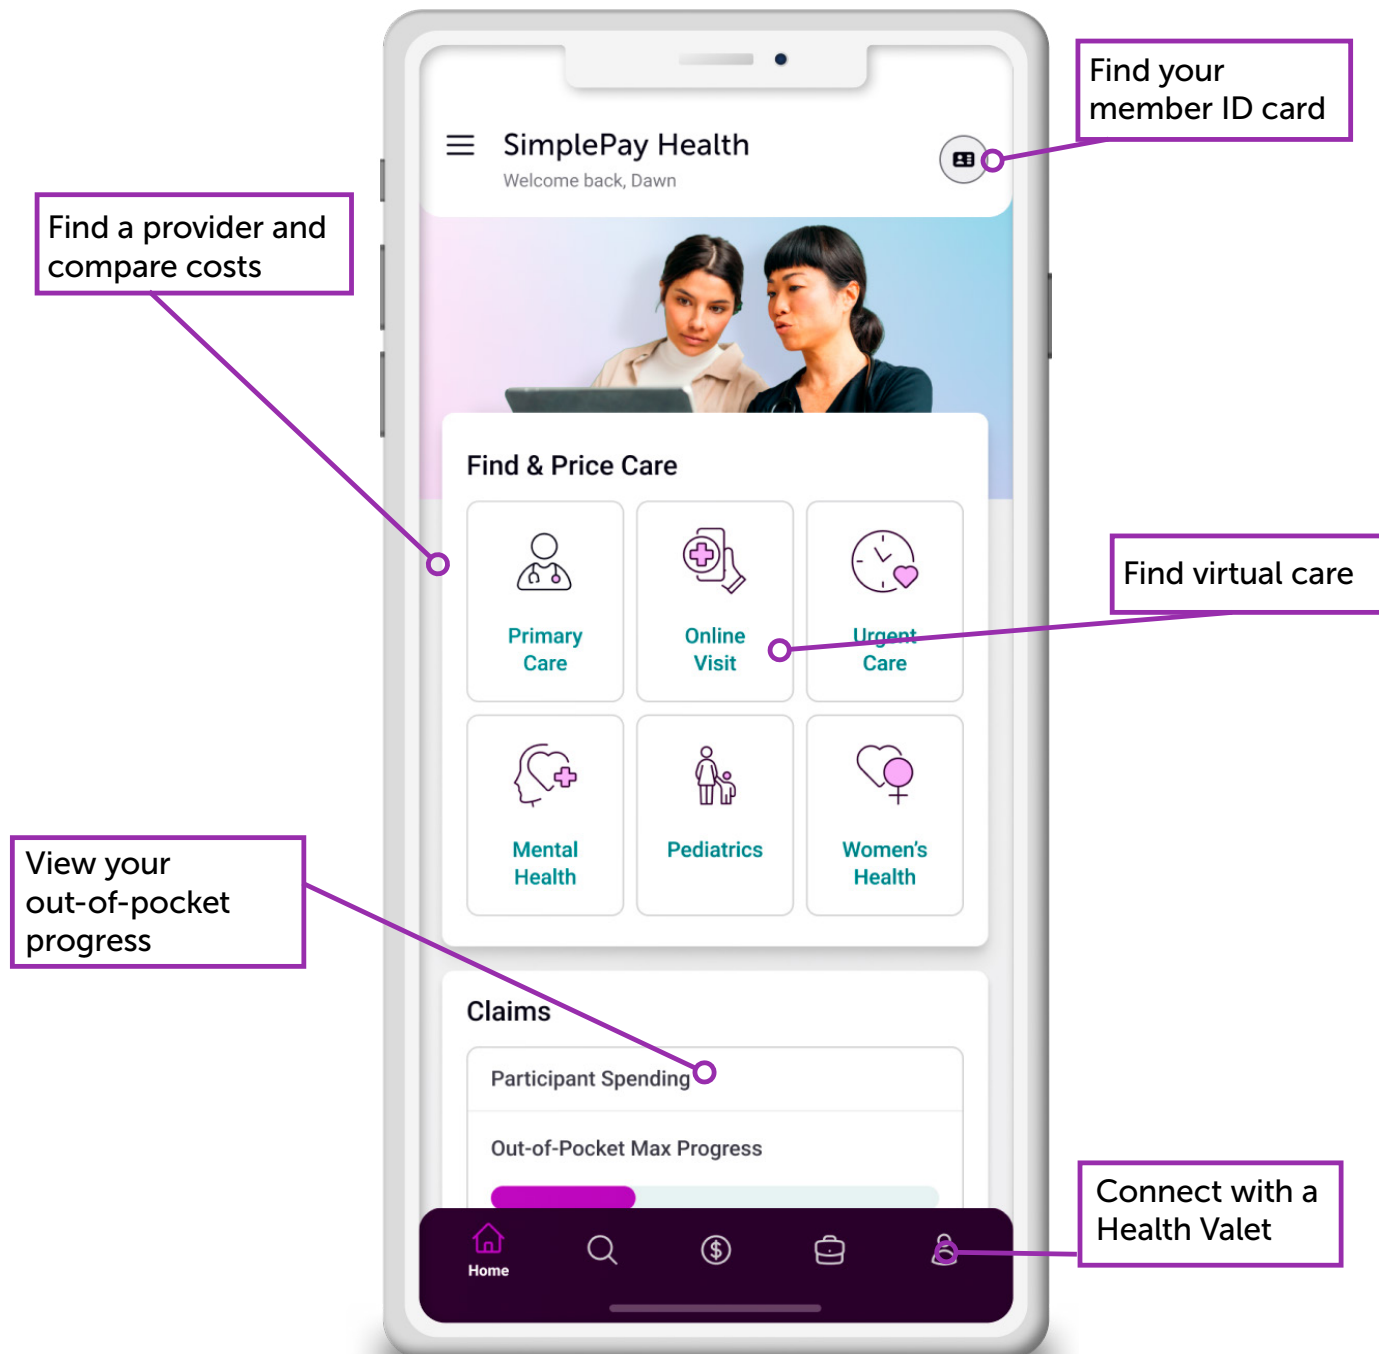 Find your
member ID card
SimplePay Health
Welcome back, Dawn
Find a provider and
compare costs
Find & Price Care
Primary
Care
Online
Visit
Urgent
Care
Find virtual care
Mental
Health
Pediatrics
Women’s
Health
View your
out-of-pocket
progress
Claims
Participant Spending
Out-of-Pocket Max Progress
Connect with a
Health Valet
Home